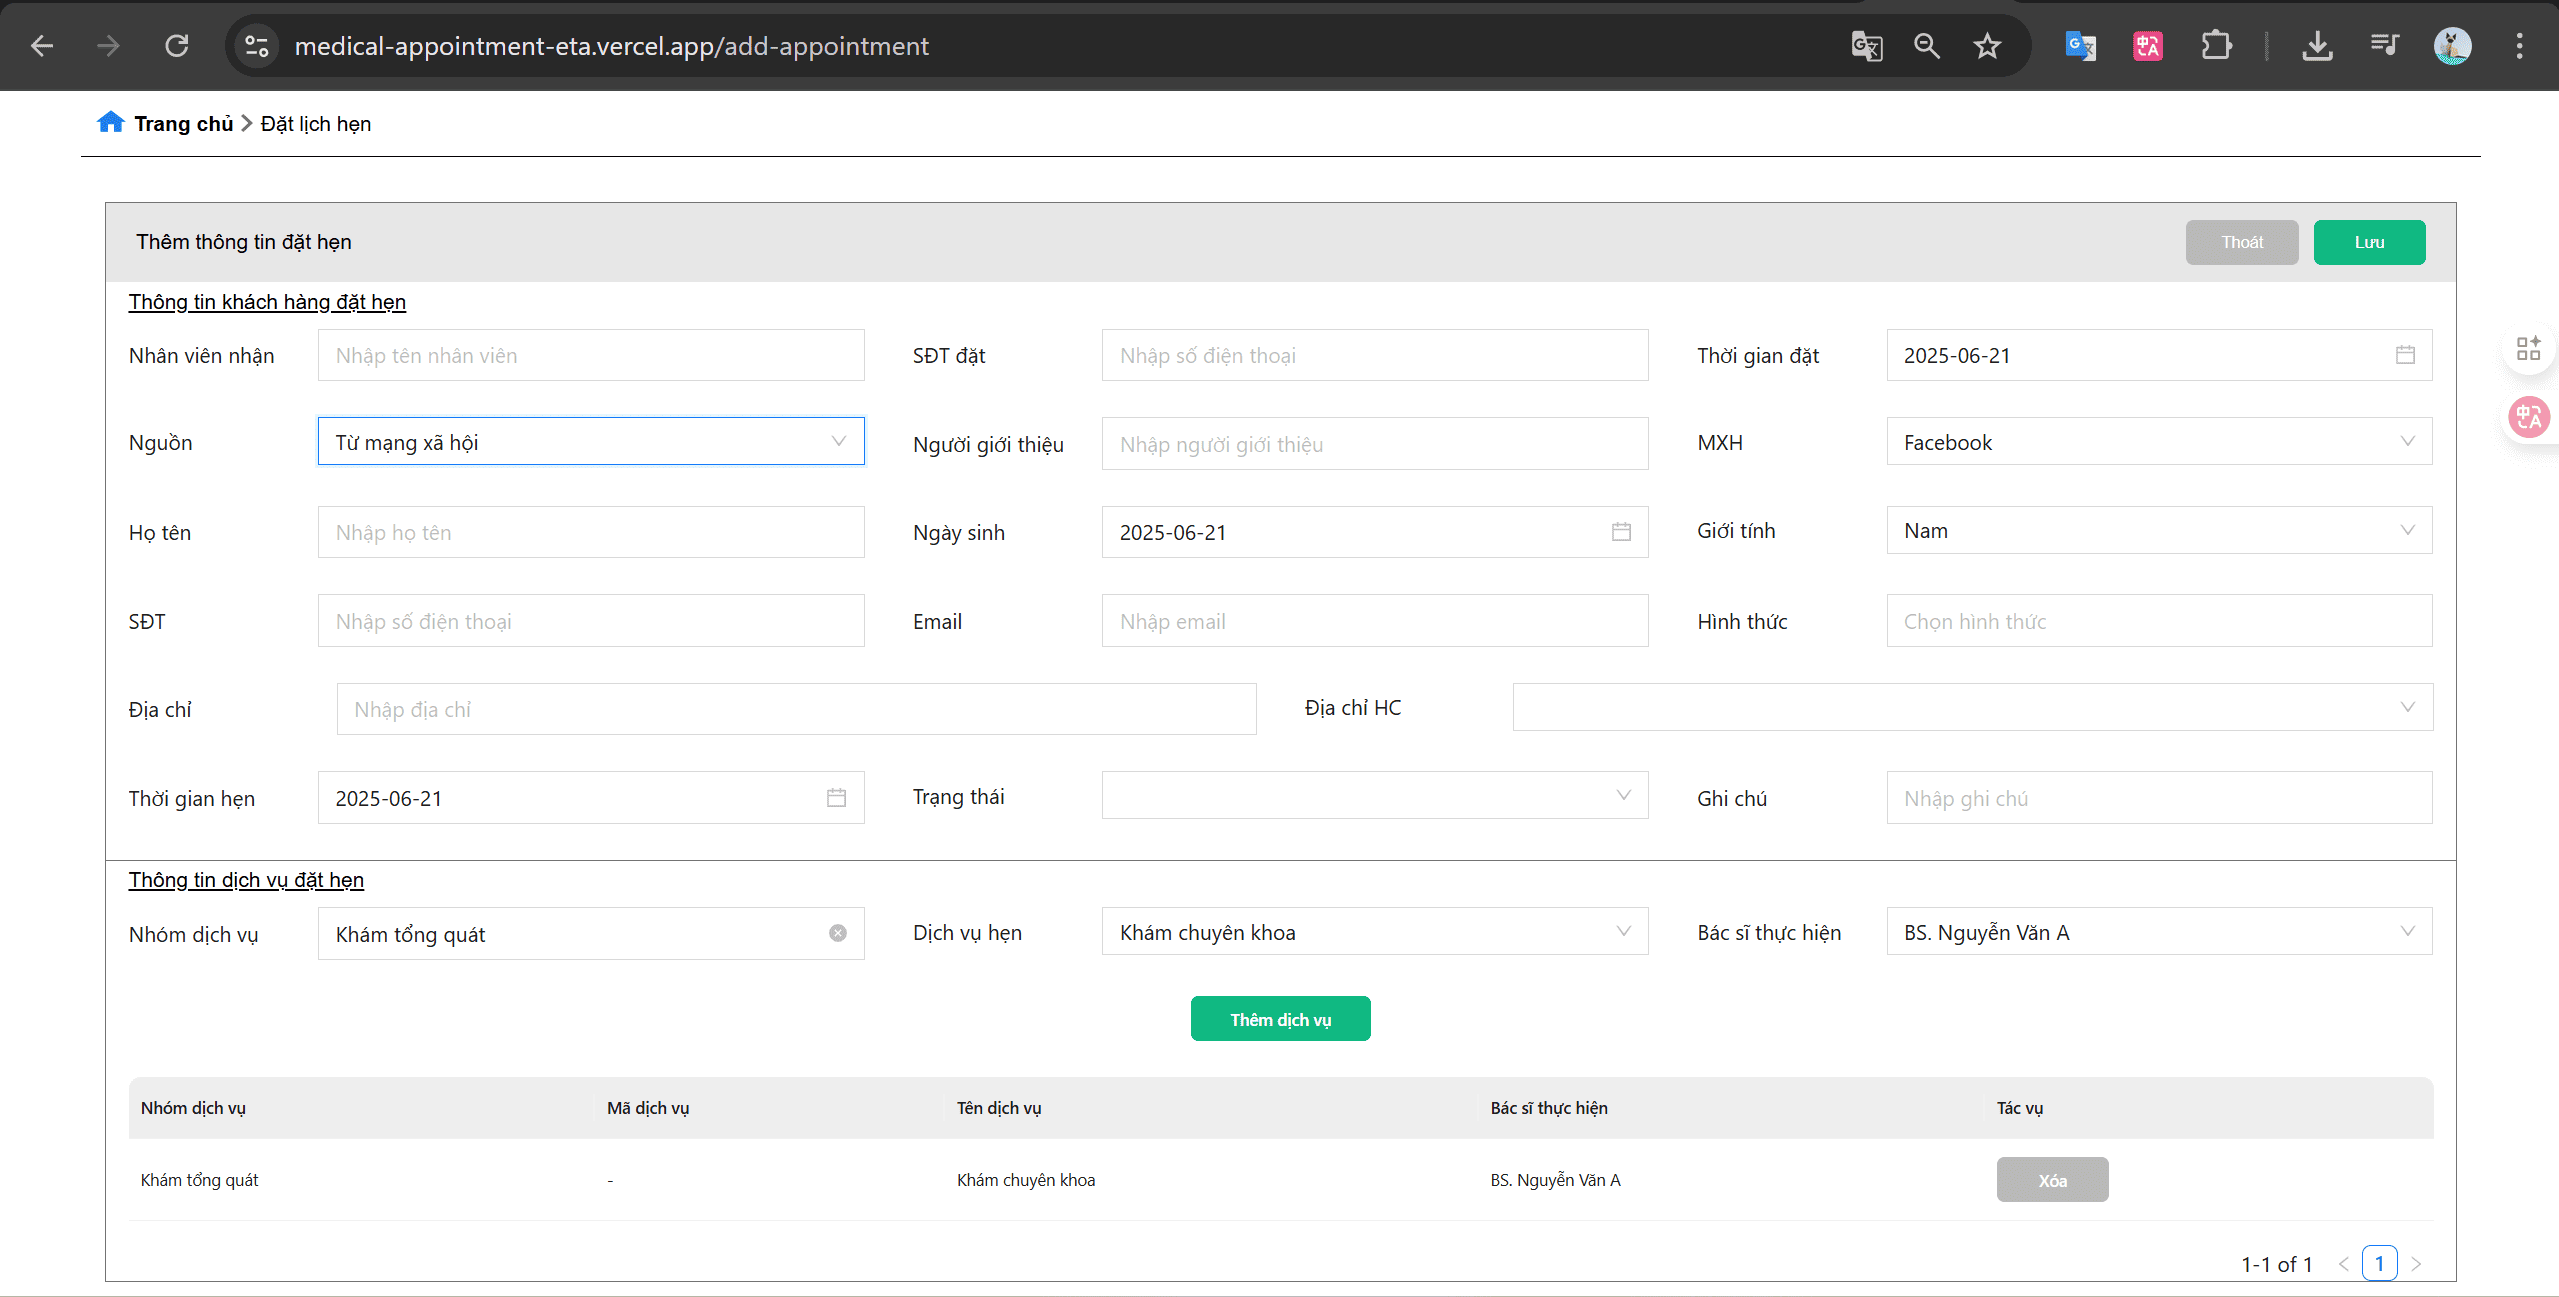 medical-appointment-eta.vercel.app/add-appointment
Trang chủ > Đặt lịch hẹn
Thêm thông tin đặt hẹn
Thoát
Lưu
Thông tin khách hàng đặt hẹn
Nhân viên nhận Nhập tên nhân viên SĐT đặt Nhập số điện thoại Thời gian đặt 2025-06-21
Nguồn Từ mạng xã hội Người giới thiệu Nhập người giới thiệu MXH Facebook
Họ tên Nhập họ tên Ngày sinh 2025-06-21 Giới tính Nam
SĐT Nhập số điện thoại Email Nhập email Hình thức Chọn hình thức
Địa chỉ Nhập địa chỉ Địa chỉ HC
Thời gian hẹn 2025-06-21 Trạng thái Ghi chú Nhập ghi chú
Thông tin dịch vụ đặt hẹn
Nhóm dịch vụ Khám tổng quát Dịch vụ hẹn Khám chuyên khoa Bác sĩ thực hiện BS. Nguyễn Văn A
Thêm dịch vụ
Nhóm dịch vụ Mã dịch vụ Tên dịch vụ Bác sĩ thực hiện Tác vụ
Khám tổng quát - Khám chuyên khoa BS. Nguyễn Văn A Xóa
1-1 of 1 < 1 >